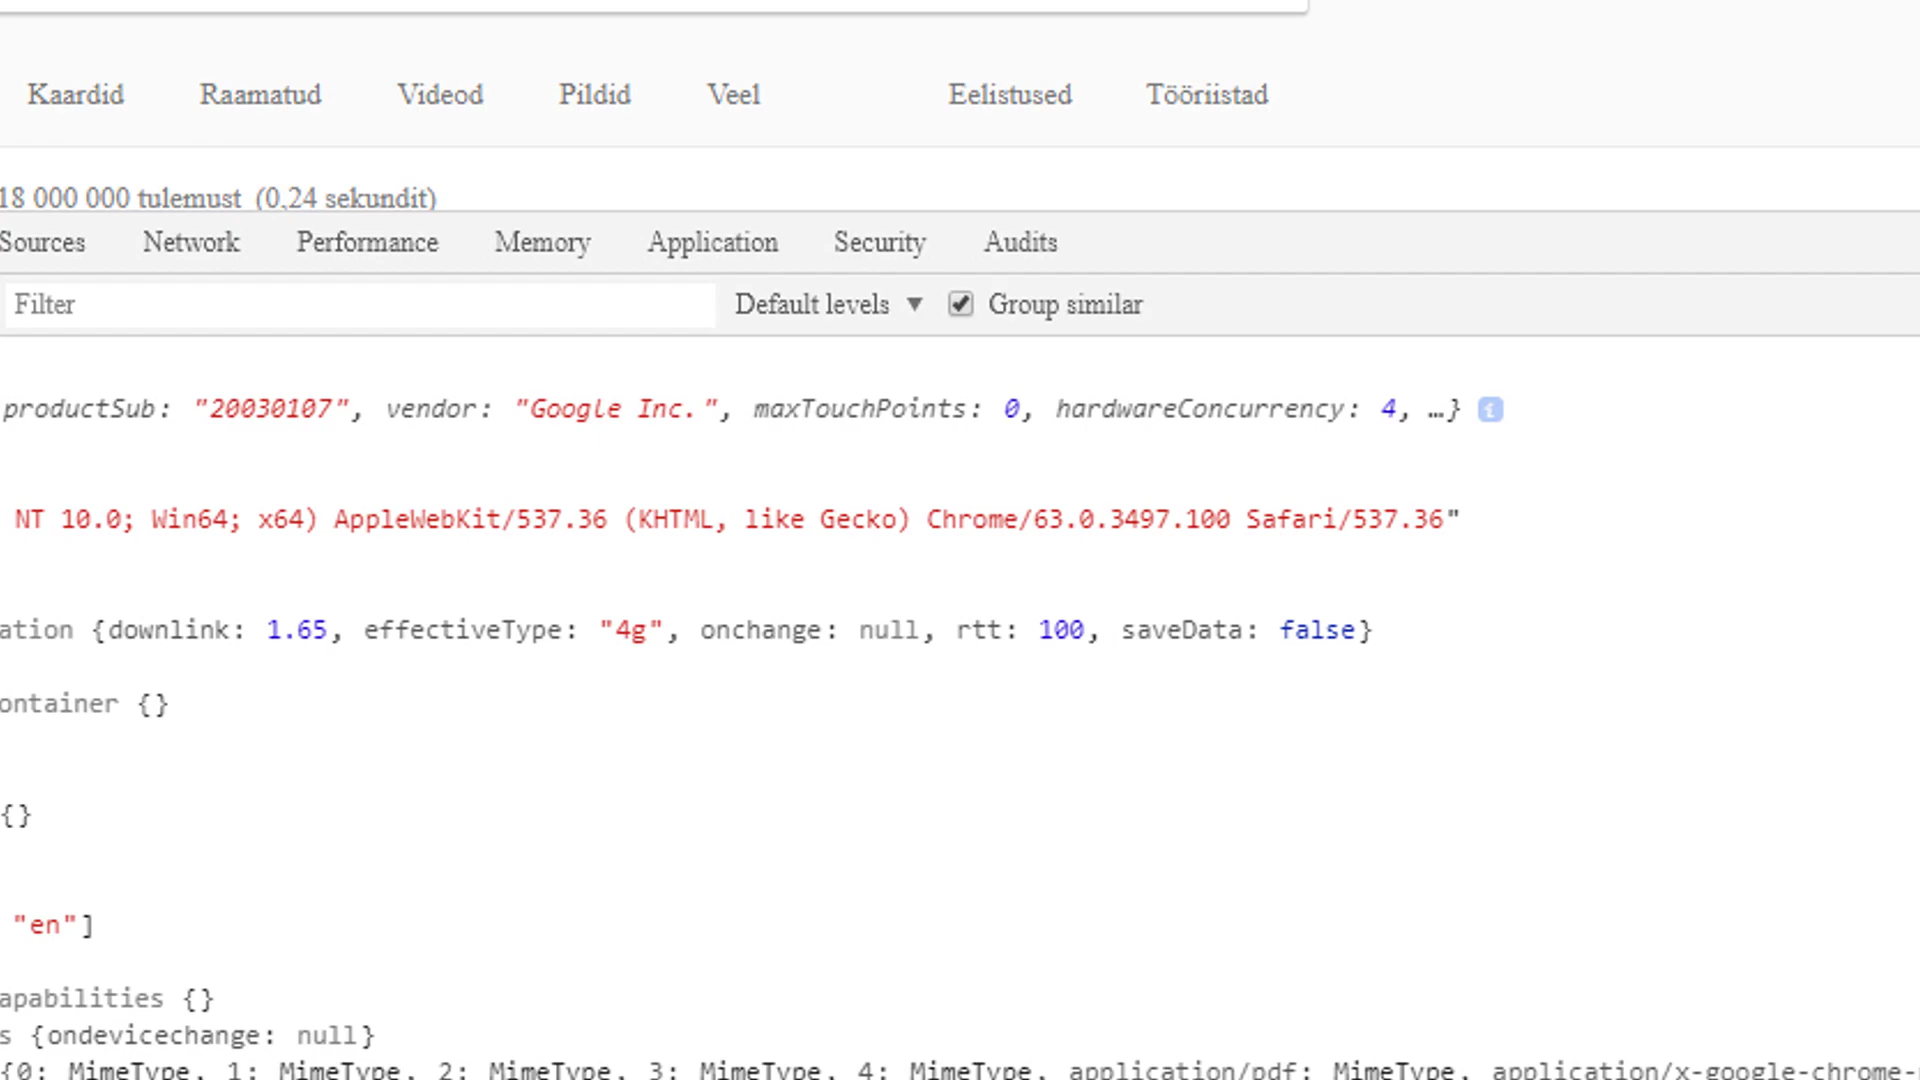 Kaardid Raamatud Videod Pildid Veel Eelistused Tööriistad
18 000 000 tulemust (0,24 sekundit)
Sources Network Performance Memory Application Security Audits
Filter Default levels ▼ Group similar
productSub: "20030107", vendor: "Google Inc.", maxTouchPoints: 0, hardwareConcurrency: 4, …} i
NT 10.0; Win64; x64) AppleWebKit/537.36 (KHTML, like Gecko) Chrome/63.0.3497.100 Safari/537.36"
ation {downlink: 1.65, effectiveType: "4g", onchange: null, rtt: 100, saveData: false}
ontainer {}
{}
"en"]
apabilities {}
s {ondevicechange: null}
{0: MimeType, 1: MimeType, 2: MimeType, 3: MimeType, 4: MimeType, application/pdf: MimeType, application/x-google-chrome-